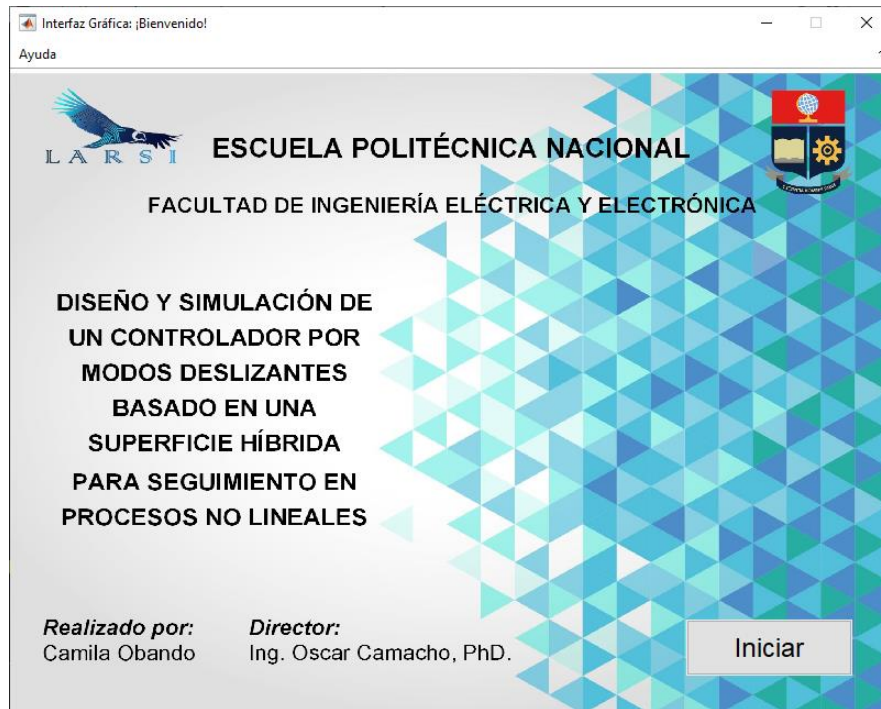 Interfaz Gráfica: ¡Bienvenido!
Ayuda
LARSI
ESCUELA POLITÉCNICA NACIONAL
FACULTAD DE INGENIERÍA ELÉCTRICA Y ELECTRÓNICA
DISEÑO Y SIMULACIÓN DE
UN CONTROLADOR POR
MODOS DESLIZANTES
BASADO EN UNA
SUPERFICIE HÍBRIDA
PARA SEGUIMIENTO EN
PROCESOS NO LINEALES
Realizado por:
Camila Obando
Director:
Ing. Oscar Camacho, PhD.
Iniciar